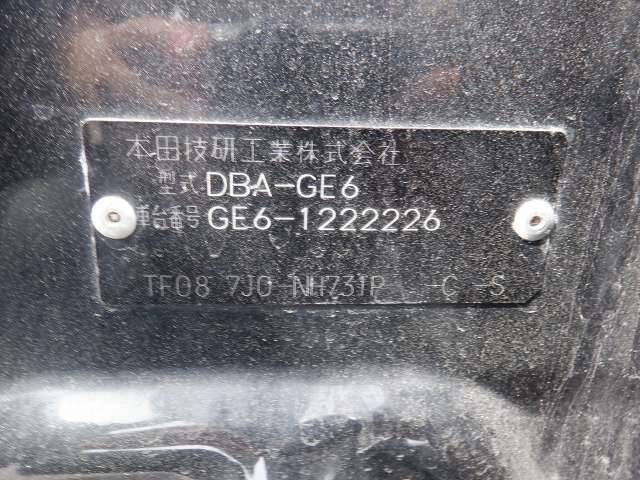 本田技研工業株式会社
型式 DBA-GE6
車台番号 GE6-1222226
TF08 7J0 NH731P -C -S